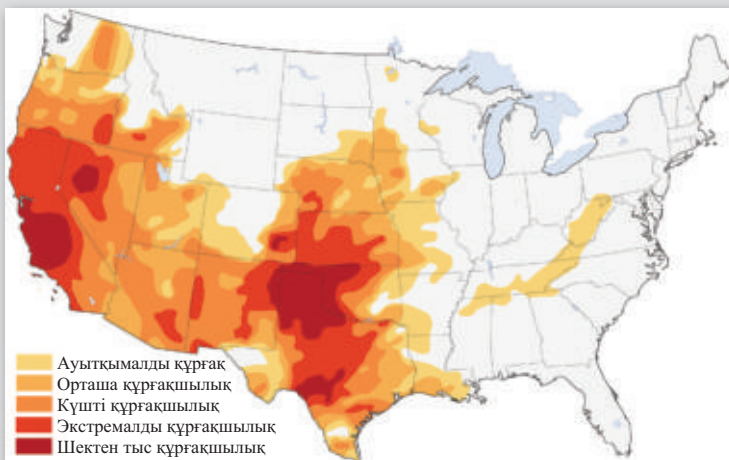 Ауытқымалды құрғақ
Орташа құрғақшылық
Күшті құрғақшылық
Экстремалды құрғақшылық
Шектен тыс құрғақшылық